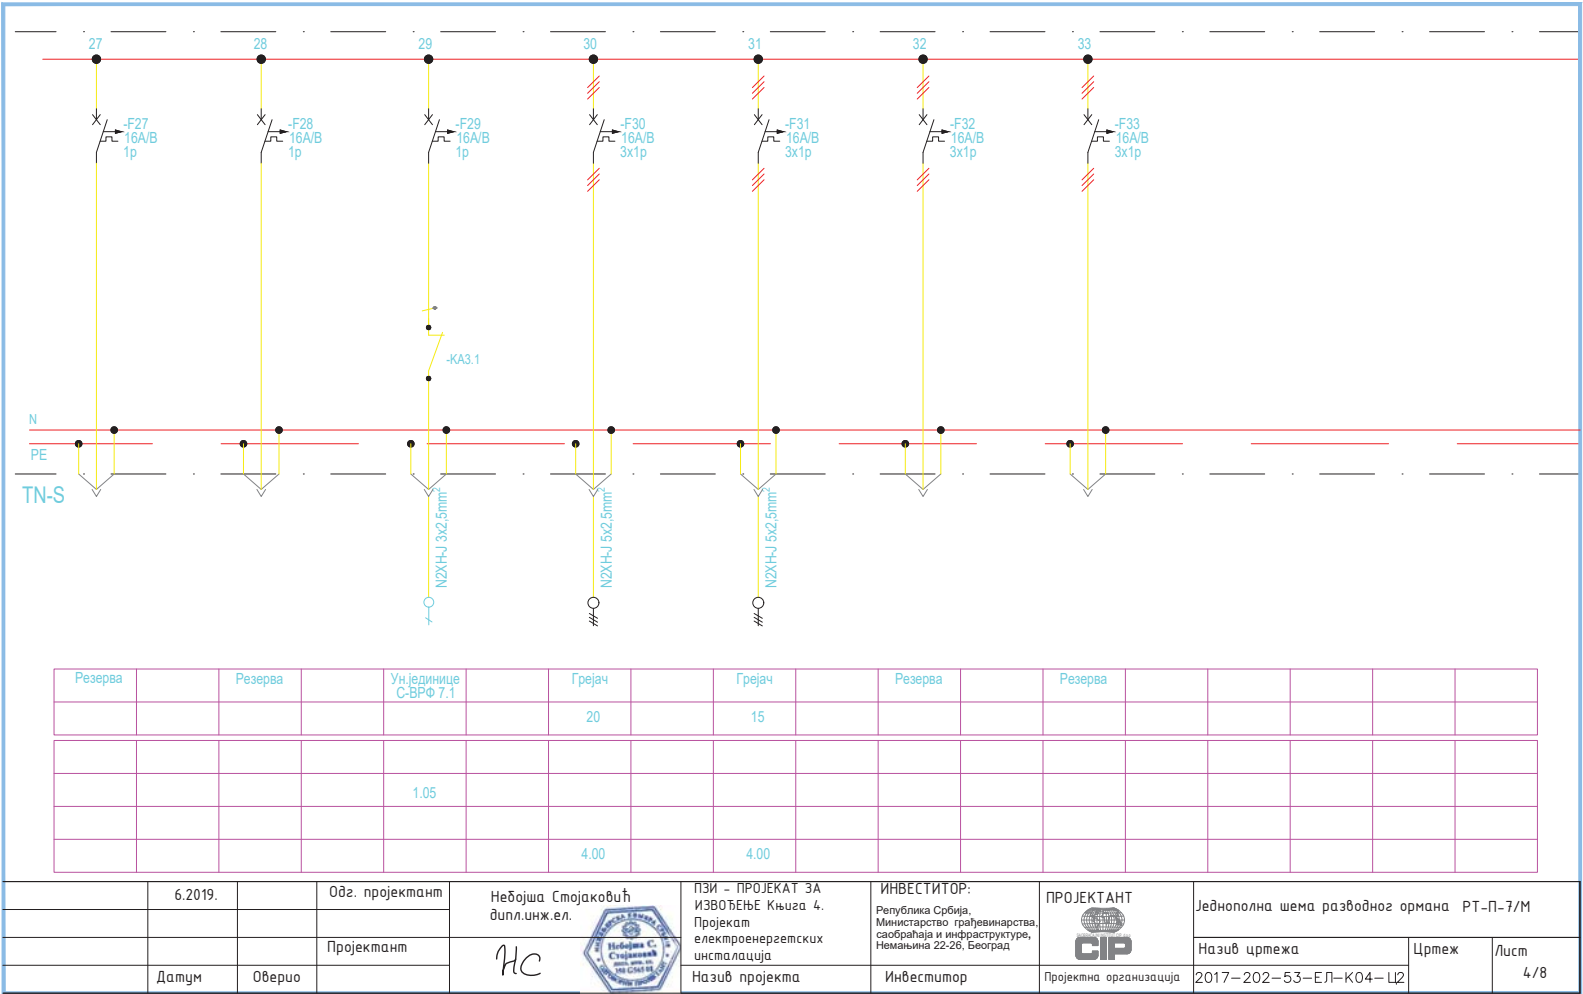 27 28 29 30 31 32 33
-F27 -F28 -F29 -F30 -F31 -F32 -F33
16A/B 16A/B 16A/B 16A/B 16A/B 16A/B 16A/B
1p 1p 1p 3x1p 3x1p 3x1p 3x1p
-KA3.1
N
PE
TN-S
N2XH-J 3x2,5mm²
N2XH-J 5x2,5mm²
N2XH-J 5x2,5mm²
Резерва Резерва Ун.јединице Грејач Грејач Резерва Резерва
С-ВРФ 7.1
20 15
1.05
4.00 4.00
6.2019.
Датум
Оверио
Одг. пројектант
Пројектант
Небојша Стојаковић
дипл.инж.ел.
НС
Небојша С.
Стојаковић
ПЗИ - ПРОЈЕКАТ ЗА
ИЗВОЂЕЊЕ Књига 4.
Пројекат
електроенергетских
инсталација
Назив пројекта
ИНВЕСТИТОР:
Република Србија,
Министарство грађевинарства,
саобраћаја и инфраструктуре,
Немањина 22-26, Београд
Инвеститор
ПРОЈЕКТАНТ
CIP
Пројектна организација
Једнополна шема разводног ормана РТ-П-7/М
Назив цртежа
2017-202-53-ЕЛ-К04-Ц2
Цртеж
Лист
4/8